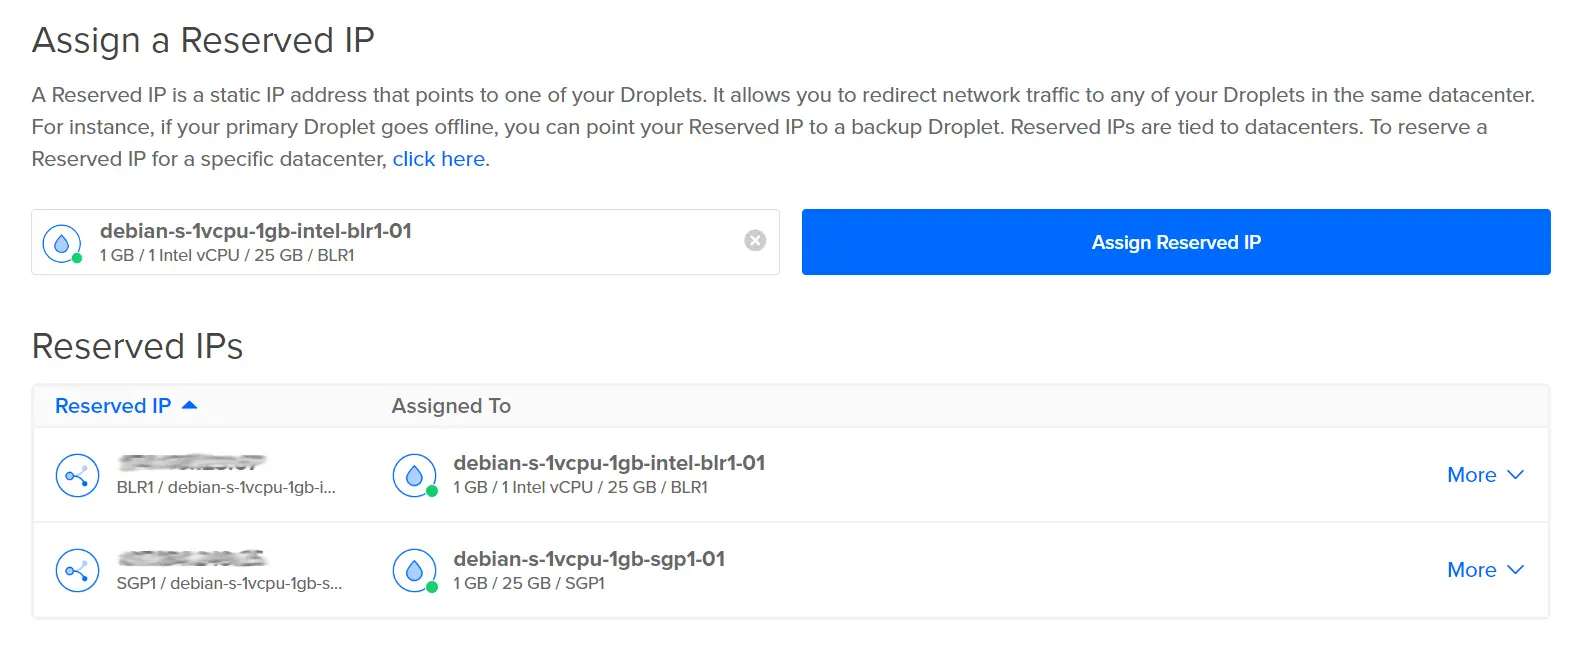 Assign a Reserved IP
A Reserved IP is a static IP address that points to one of your Droplets. It allows you to redirect network traffic to any of your Droplets in the same datacenter.
For instance, if your primary Droplet goes offline, you can point your Reserved IP to a backup Droplet. Reserved IPs are tied to datacenters. To reserve a
Reserved IP for a specific datacenter, click here.
debian-s-1vcpu-1gb-intel-blr1-01
1 GB / 1 Intel vCPU / 25 GB / BLR1
Assign Reserved IP
Reserved IPs
Reserved IP
Assigned To
BLR1 / debian-s-1vcpu-1gb-i...
debian-s-1vcpu-1gb-intel-blr1-01
1 GB / 1 Intel vCPU / 25 GB / BLR1
More
SGP1 / debian-s-1vcpu-1gb-s...
debian-s-1vcpu-1gb-sgp1-01
1 GB / 25 GB / SGP1
More